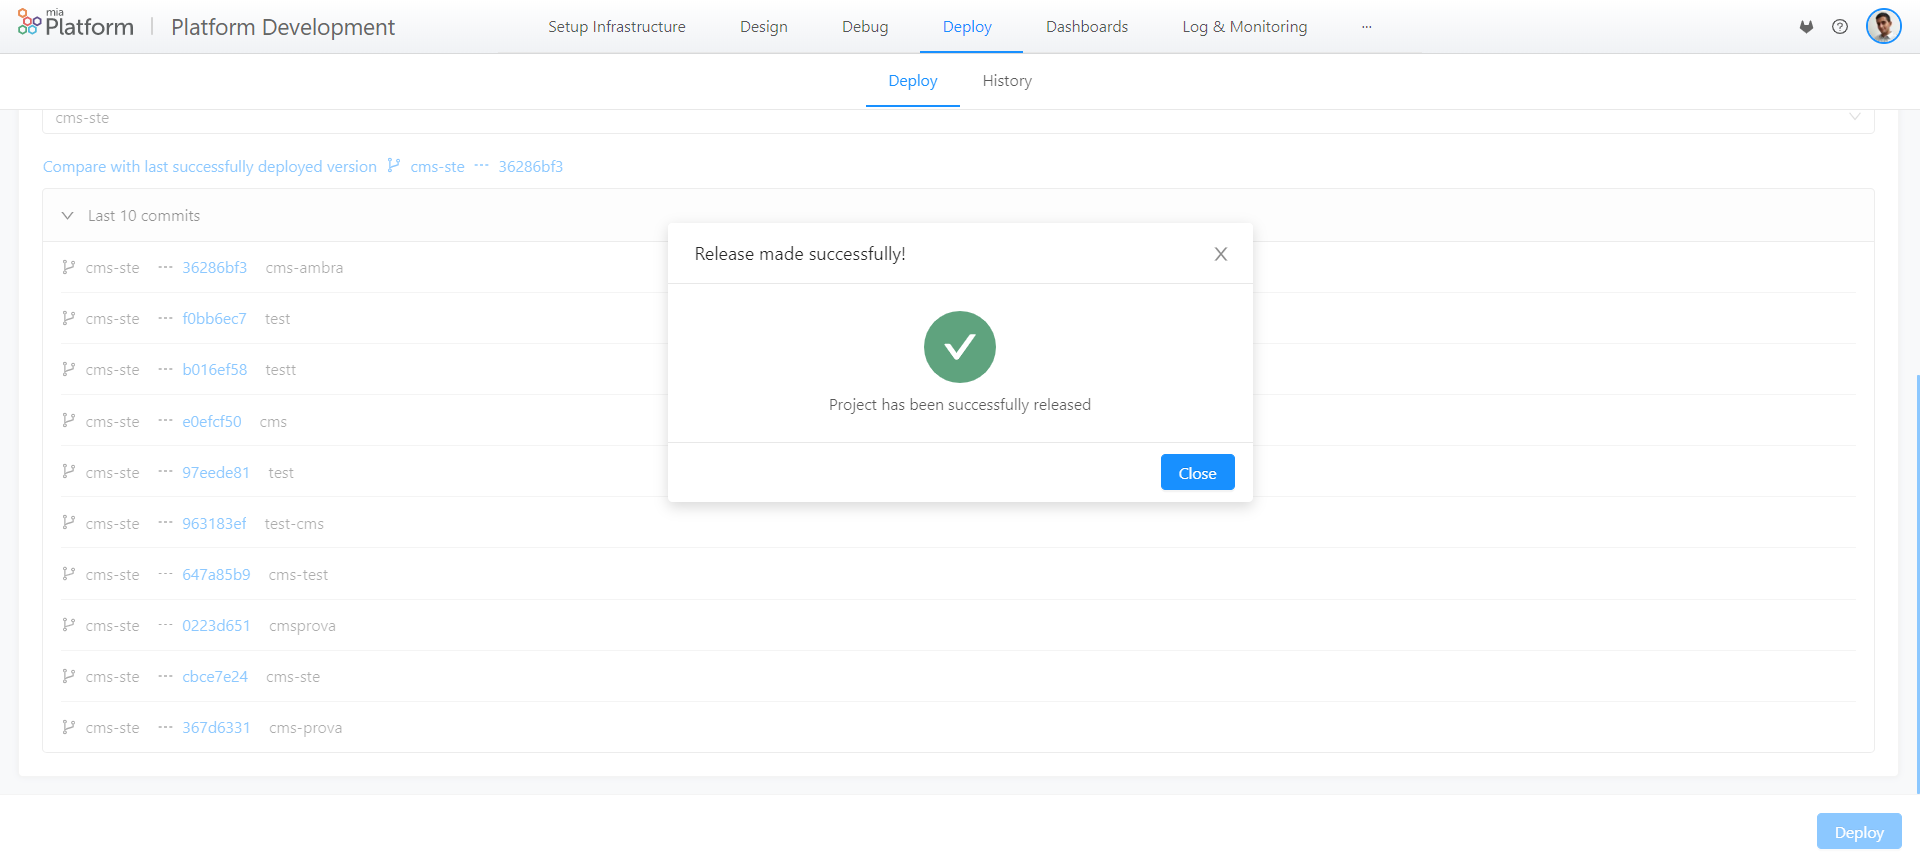 mia
Platform
Platform Development
Setup Infrastructure
Design
Debug
Deploy
Dashboards
Log & Monitoring
Deploy
History
cms-ste
Compare with last successfully deployed version cms-ste 36286bf3
Last 10 commits
cms-ste 36286bf3 cms-ambra
cms-ste f0bb6ec7 test
cms-ste b016ef58 testt
cms-ste e0efcf50 cms
cms-ste 97eede81 test
cms-ste 963183ef test-cms
cms-ste 647a85b9 cms-test
cms-ste 0223d651 cmsprova
cms-ste cbce7e24 cms-ste
cms-ste 367d6331 cms-prova
Release made successfully!
Project has been successfully released
Close
Deploy